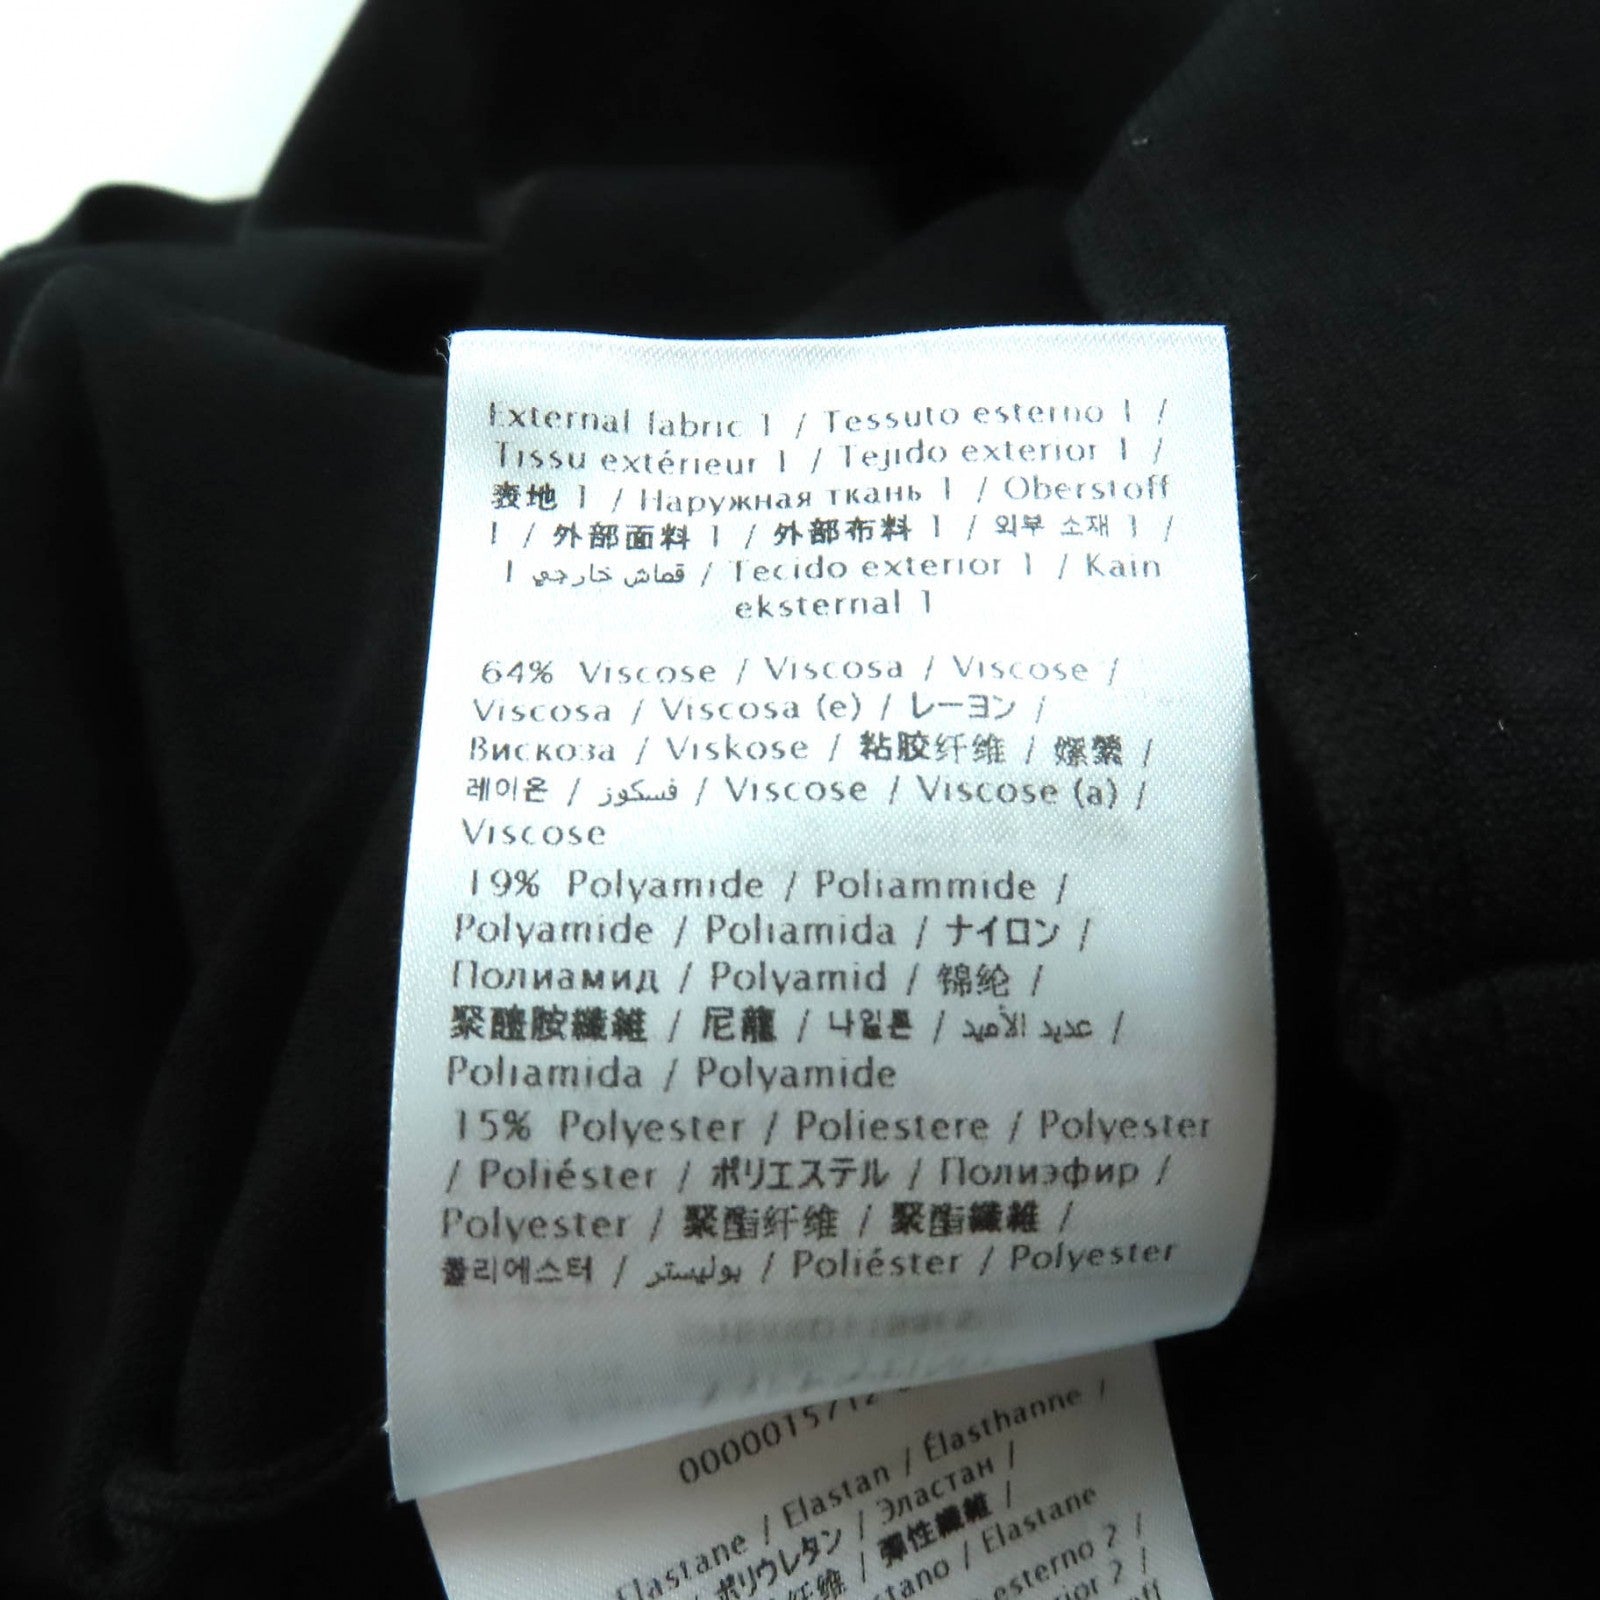 External fabric 1 / Tessuto esterno 1 /
Tissu extérieur 1 / Tejido exterior 1 /
表地 1 / Наружная ткань 1 / Oberstoff
1 / 外部面料 1 / 外部布料 1 / 외부 소재 1 /
قماش خارجي 1 / Tecido exterior 1 / Kain
eksternal 1
64% Viscose / Viscosa / Viscose /
Viscosa / Viscosa (e) / レーヨン /
Вискоза / Viskose / 粘胶纤维 / 嫘縈 /
레이온 / فسكوز / Viscose / Viscose (a) /
Viscose
19% Polyamide / Poliammide /
Polyamide / Poliamida / ナイロン /
Полиамид / Polyamid / 锦纶 /
聚醯胺纖維 / 尼龍 / 나일론 / عديد الأميد /
Poliamida / Polyamide
15% Polyester / Poliestere / Polyester
/ Poliéster / ポリエステル / Полиэфир /
Polyester / 聚酯纤维 / 聚酯纖維 /
폴리에스터 / بوليستر / Poliéster / Polyester
0000015712
Elastane / Elastan / Élasthanne /
ポリウレタン / Эластан /
纤维 / 彈性纖維 /
/ Elastane
esterno 2 /
2 /